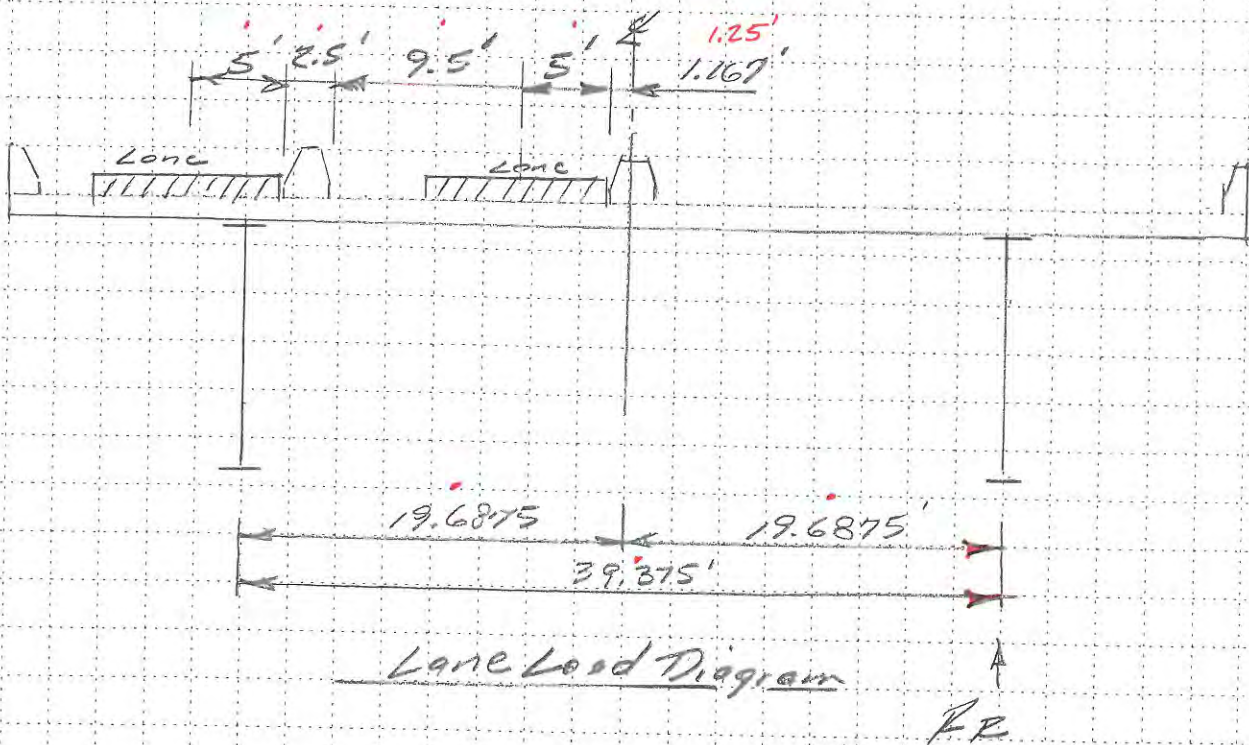 1.25'
5' 2.5' 9.5' 5' ℄ 1.167'
Lane Lane
19.6875 19.6875'
39.375'
Lane Load Diagram
RR